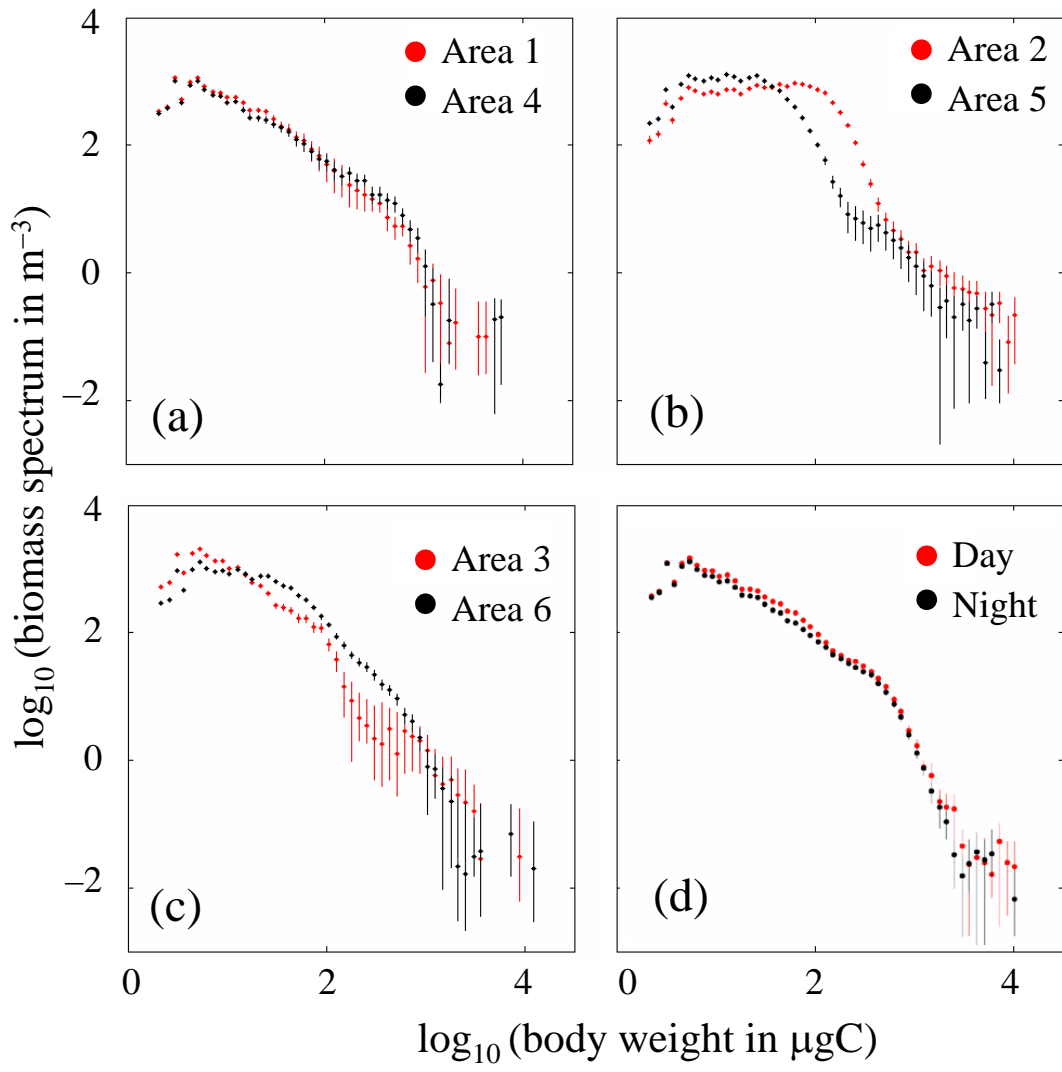 4
2
0
−2
Area 1
Area 4
(a)
Area 2
Area 5
(b)
4
2
0
−2
Area 3
Area 6
(c)
Day
Night
(d)
0 2 4
0 2 4
log₁₀ (body weight in μgC)
log₁₀ (biomass spectrum in m⁻³)